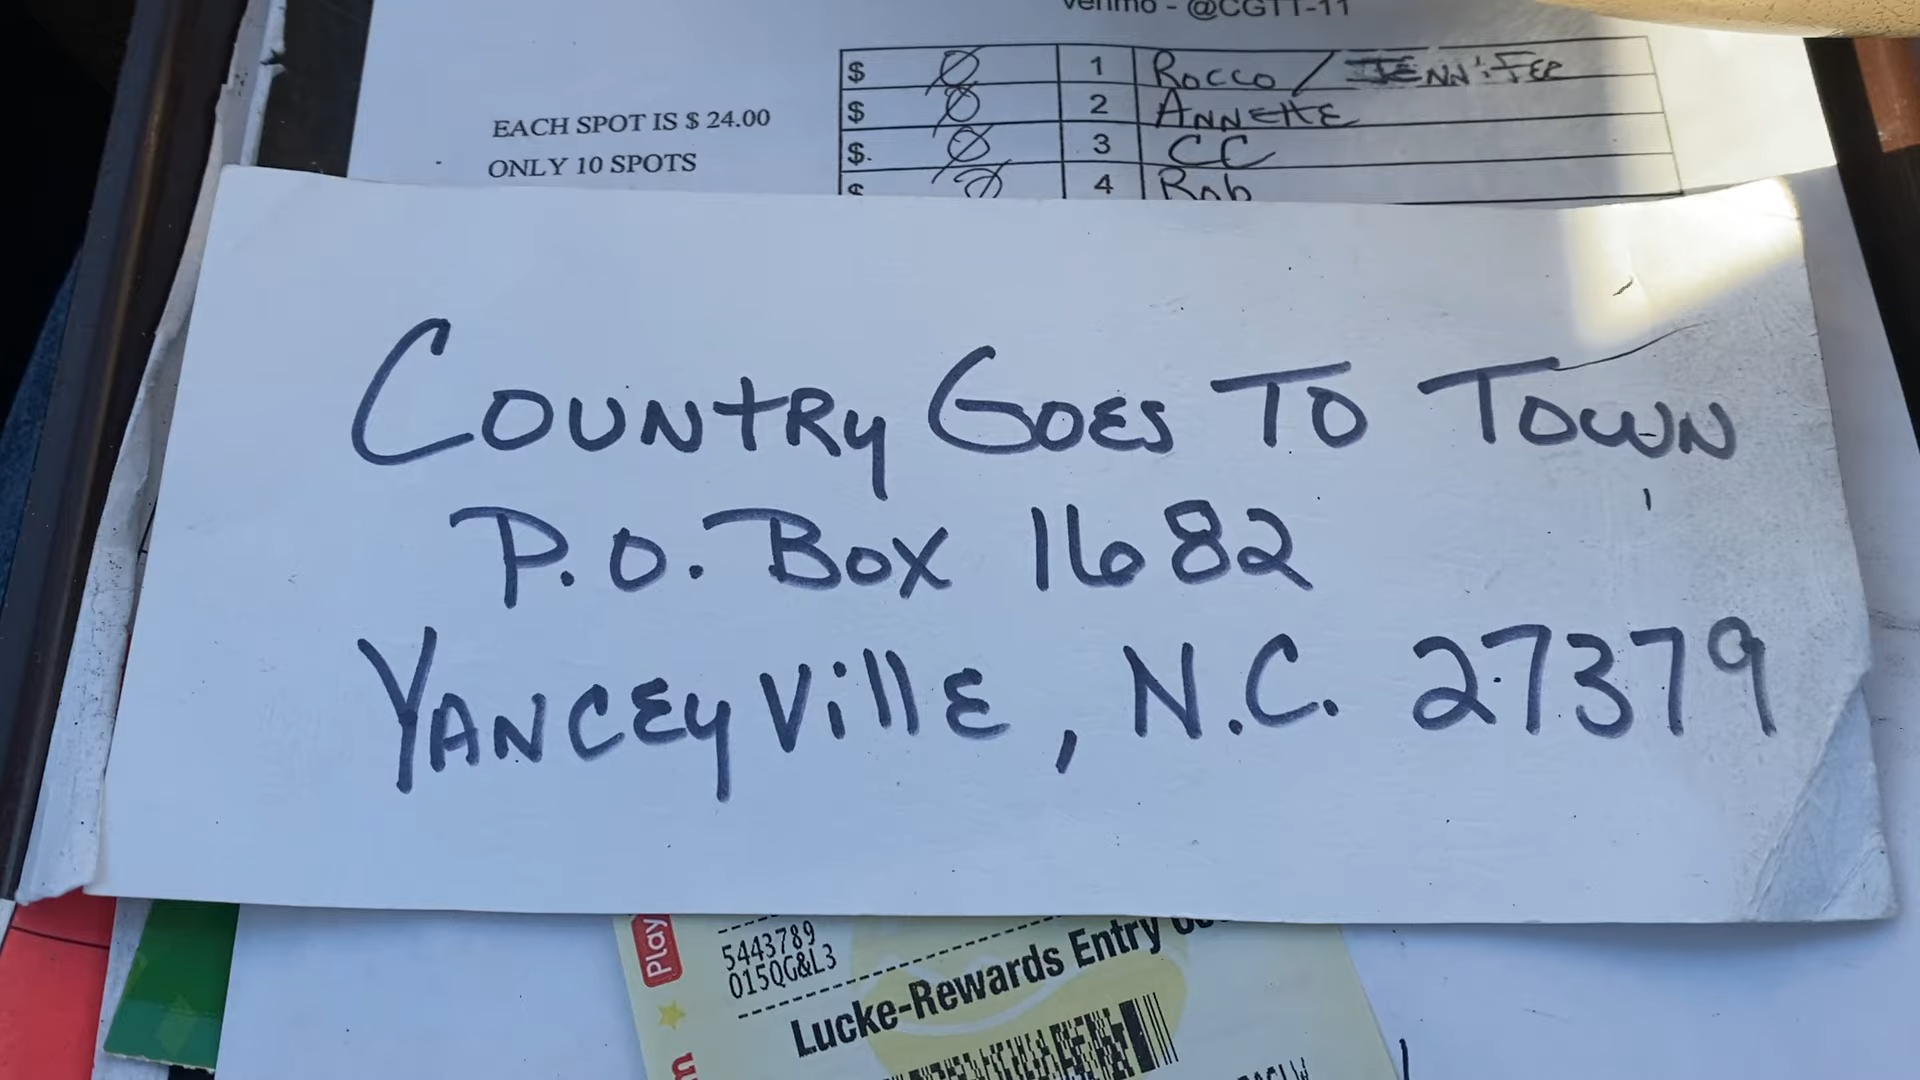 Venmo - @CGTT-11
EACH SPOT IS $ 24.00
ONLY 10 SPOTS
$ Ø 1 Rocco / JENNiFER
$ Ø 2 ANNEttE
$. Ø 3 CC
$ Ø 4 Rob
COUNtRy GOES TO TOWN
P.O. Box 1682
YANCEyVillE, N.C. 27379
Play
5443789
015QG&L3
Lucke-Rewards Entry